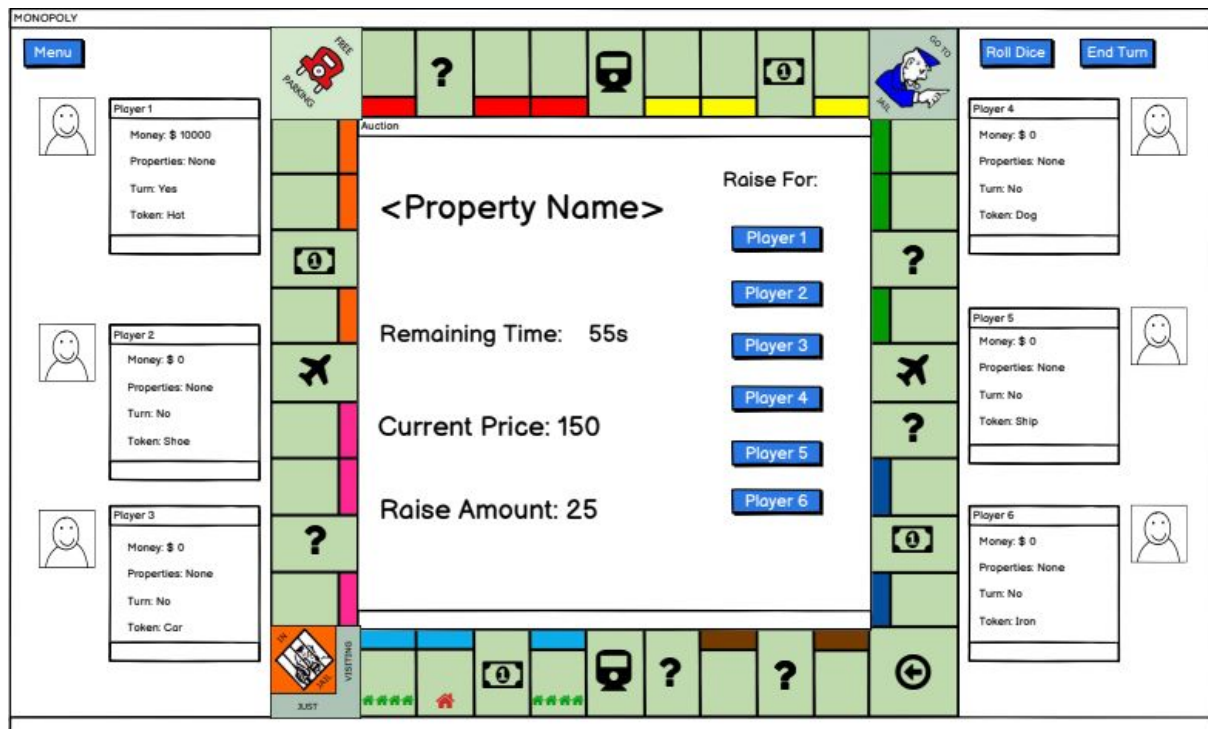 MONOPOLY
Menu
Roll Dice
End Turn
FREE
PARKING
GO TO
JAIL
Player 1
Money: $ 10000
Properties: None
Turn: Yes
Token: Hat
Player 2
Money: $ 0
Properties: None
Turn: No
Token: Shoe
Player 3
Money: $ 0
Properties: None
Turn: No
Token: Car
?
1
Auction
<Property Name>
Remaining Time: 55s
Current Price: 150
Raise Amount: 25
Raise For:
Player 1
Player 2
Player 3
Player 4
Player 5
Player 6
1
?
1
?
?
?
1
IN
JAIL
JUST
VISITING
1
?
?
Player 4
Money: $ 0
Properties: None
Turn: No
Token: Dog
Player 5
Money: $ 0
Properties: None
Turn: No
Token: Ship
Player 6
Money: $ 0
Properties: None
Turn: No
Token: Iron